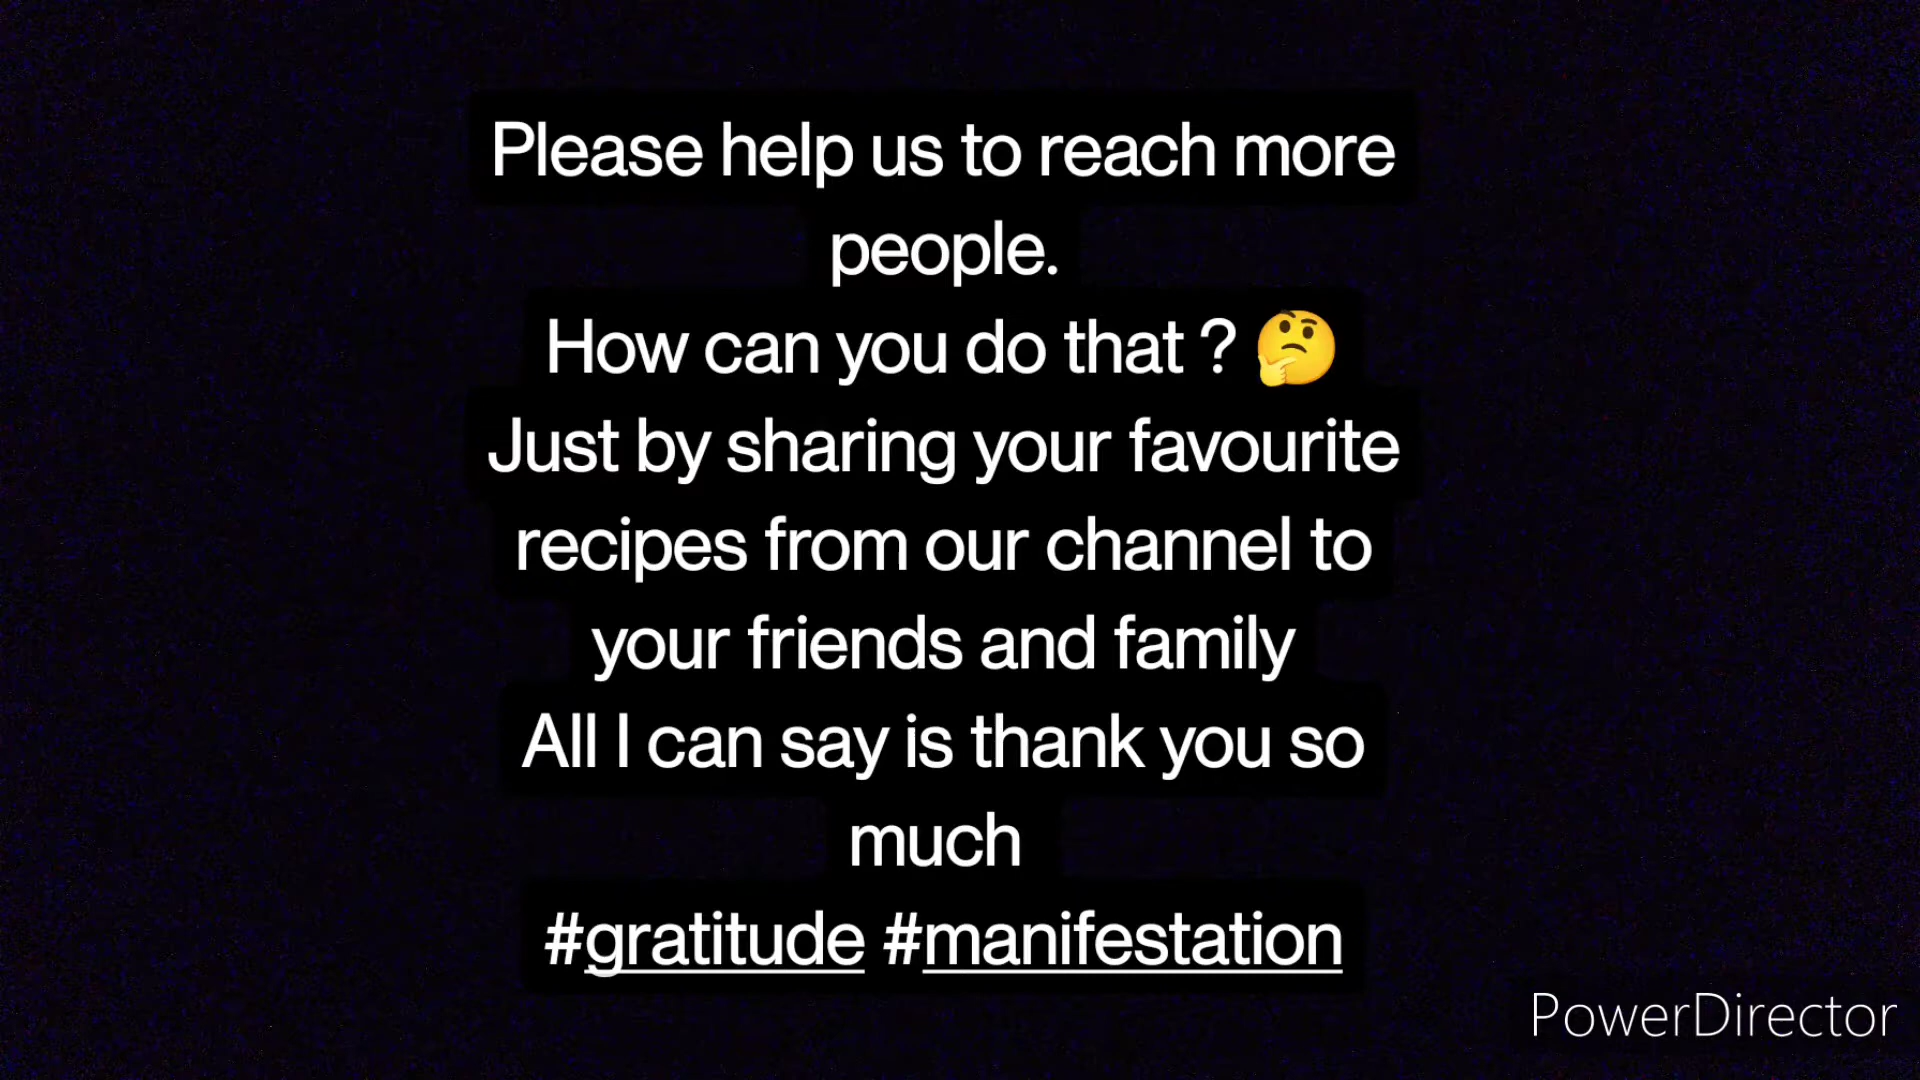 Please help us to reach more
people.
How can you do that ? 🤔
Just by sharing your favourite
recipes from our channel to
your friends and family
All I can say is thank you so
much
#gratitude #manifestation
PowerDirector